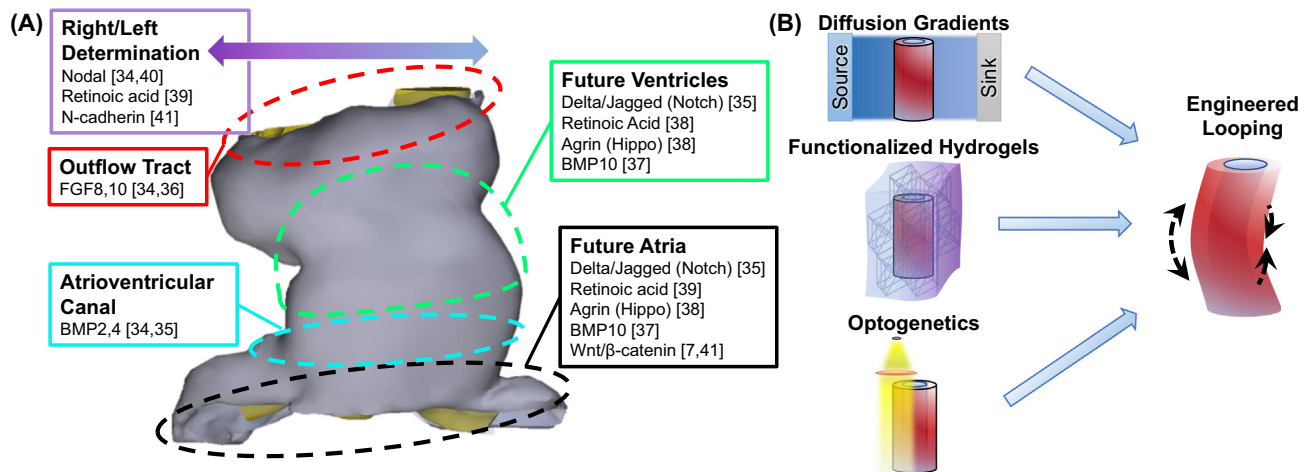 (A)
Right/Left
Determination
Nodal [34,40]
Retinoic acid [39]
N-cadherin [41]
Outflow Tract
FGF8,10 [34,36]
Atrioventricular
Canal
BMP2,4 [34,35]
Future Ventricles
Delta/Jagged (Notch) [35]
Retinoic Acid [38]
Agrin (Hippo) [38]
BMP10 [37]
Future Atria
Delta/Jagged (Notch) [35]
Retinoic acid [39]
Agrin (Hippo) [38]
BMP10 [37]
Wnt/β-catenin [7,41]
(B)
Diffusion Gradients
Source
Sink
Functionalized Hydrogels
Optogenetics
Engineered
Looping